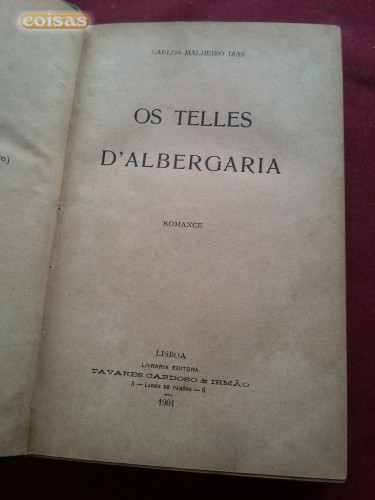 coisas
CARLOS MALHEIRO DIAS
OS TELLES
D'ALBERGARIA
ROMANCE
LISBOA
LIVRARIA EDITORA
TAVARES CARDOSO & IRMÃO
5 — LARGO DE CAMÕES — 6
1901